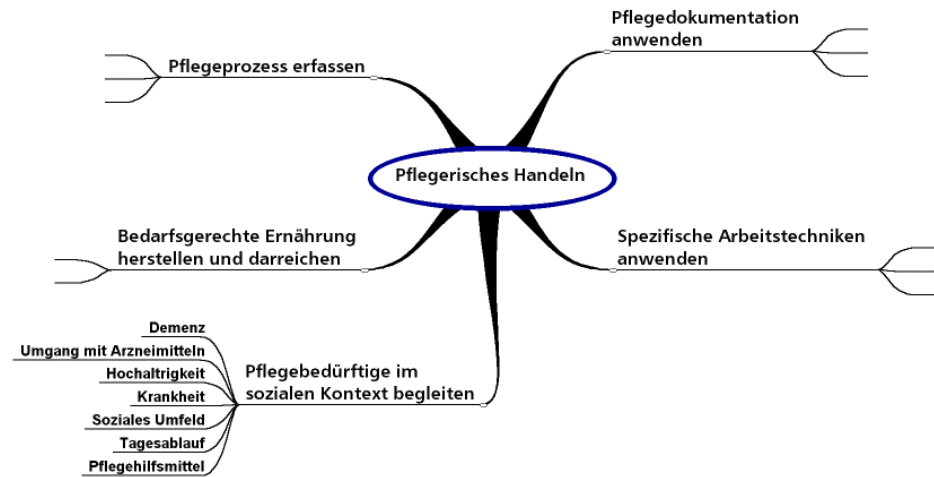 Pflegedokumentation
anwenden
Pflegeprozess erfassen
Pflegerisches Handeln
Bedarfsgerechte Ernährung
herstellen und darreichen
Spezifische Arbeitstechniken
anwenden
Demenz
Umgang mit Arzneimitteln
Hochaltrigkeit
Krankheit
Soziales Umfeld
Tagesablauf
Pflegehilfsmittel
Pflegebedürftige im
sozialen Kontext begleiten